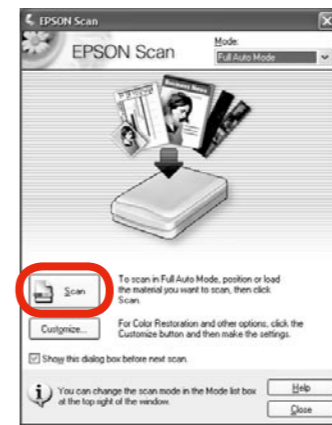 EPSON Scan
EPSON Scan
Mode:
Full Auto Mode
Business News
Scan
To scan in Full Auto Mode, position or load
the material you want to scan, then click
Scan.
Customize...
For Color Restoration and other options, click the
Customize button and then make the settings.
Show this dialog box before next scan.
You can change the scan mode in the Mode list box
at the top right of the window.
Help
Close